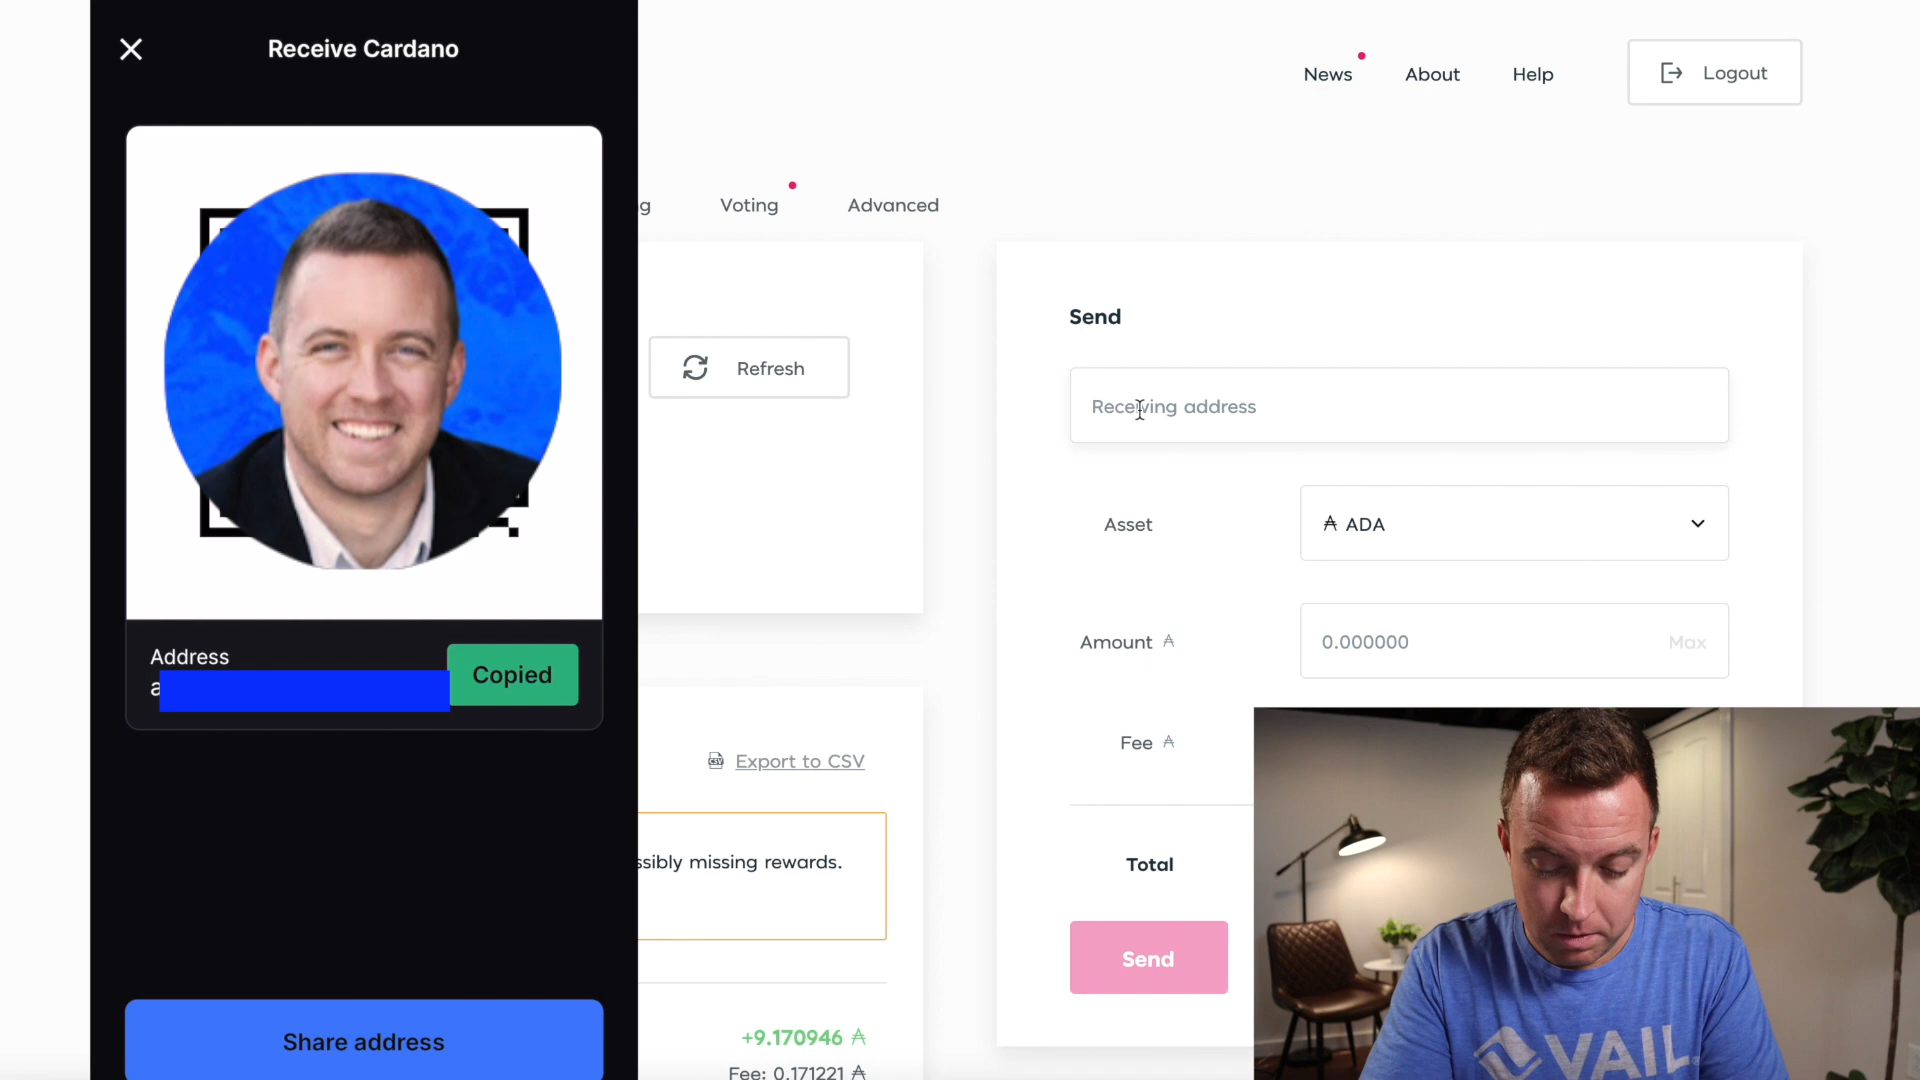 Receive Cardano
Address
a
Copied
Share address
News
About
Help
Logout
g
Voting
Advanced
Refresh
Export to CSV
ssibly missing rewards.
+9.170946 ₳
Fee: 0.171221 ₳
Send
Receiving address
Asset
₳ ADA
Amount ₳
0.000000
Max
Fee ₳
Total
Send
VAIL